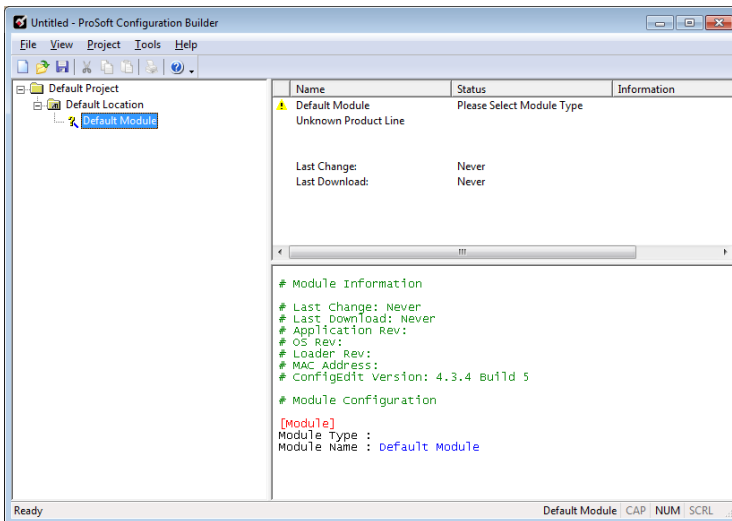 Untitled - ProSoft Configuration Builder
File View Project Tools Help
Default Project
Default Location
Default Module
Name Status Information
Default Module Please Select Module Type
Unknown Product Line
Last Change: Never
Last Download: Never
# Module Information
# Last Change: Never
# Last Download: Never
# Application Rev:
# OS Rev:
# Loader Rev:
# MAC Address:
# ConfigEdit Version: 4.3.4 Build 5
# Module Configuration
[Module]
Module Type :
Module Name : Default Module
Ready Default Module CAP NUM SCRL